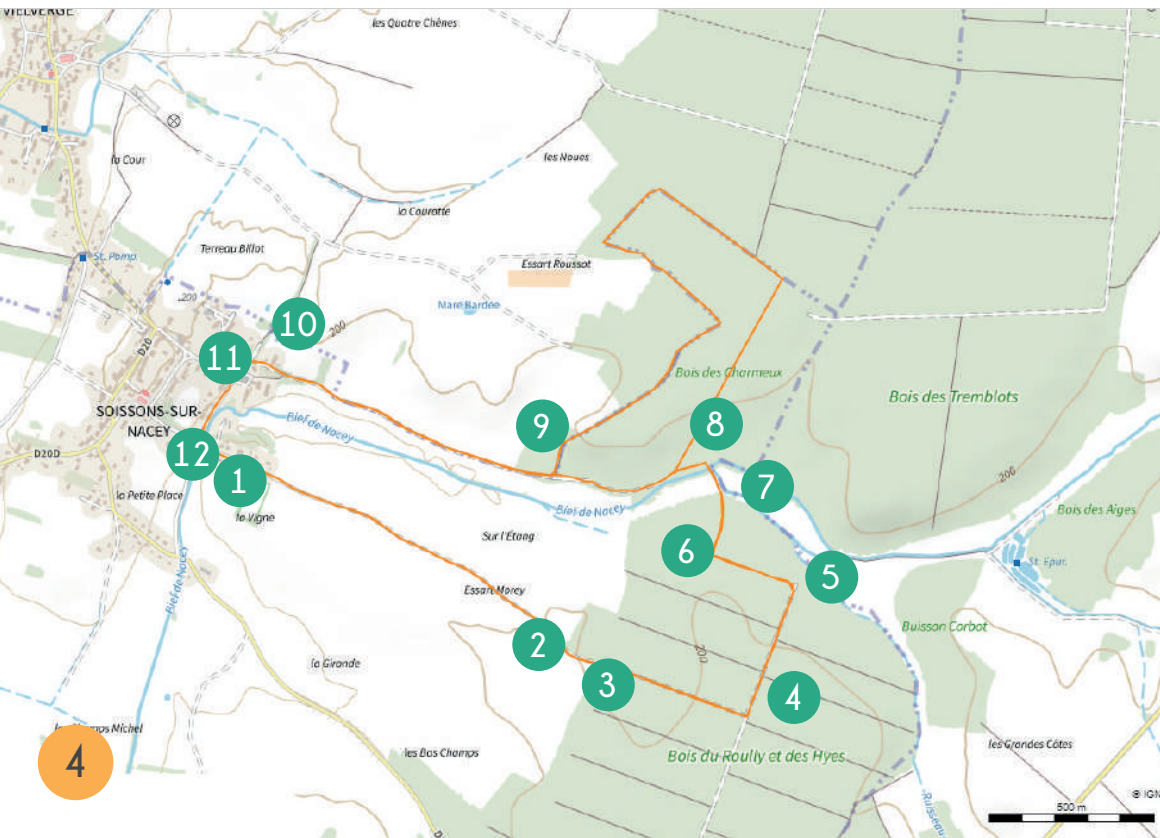 VIELVERGE
les Quatre Chênes
la Cour
les Noues
la Courotte
Terreau Billot
St. Pomp.
Essart Roussot
Mare Bardée
200
200
10
D20
11
Bois des Charmeux
Bois des Tremblots
SOISSONS-SUR-
NACEY
Bief de Nacey
9
8
D20D
12
1
7
200
la Petite Place
la Vigne
Bief de Nacey
Bois des Aiges
Sur l'Étang
6
5
St. Epur.
Bief de Nacey
Essart Morey
Buisson Corbot
2
200
la Gironde
3
4
Champs Michel
4
les Bas Champs
Bois du Roully et des Hyes
les Grandes Côtes
© IGN
500 m
Ruisseau